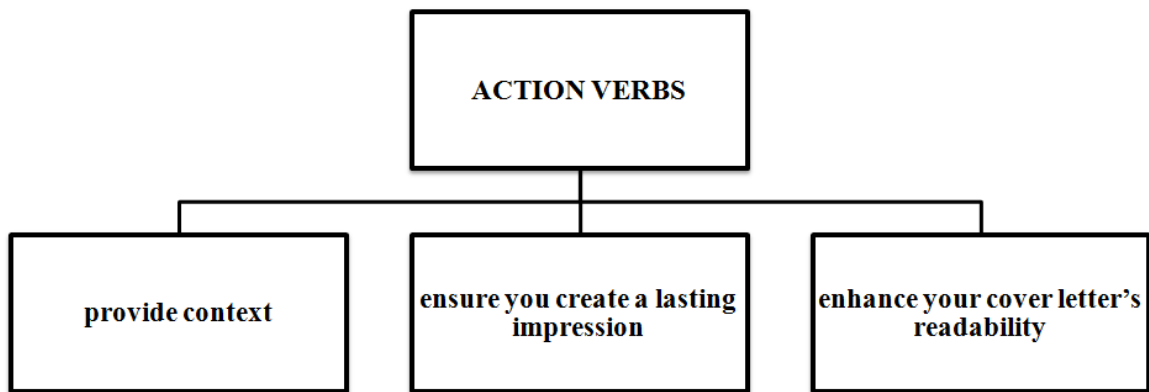 ACTION VERBS
provide context
ensure you create a lasting
impression
enhance your cover letter’s
readability